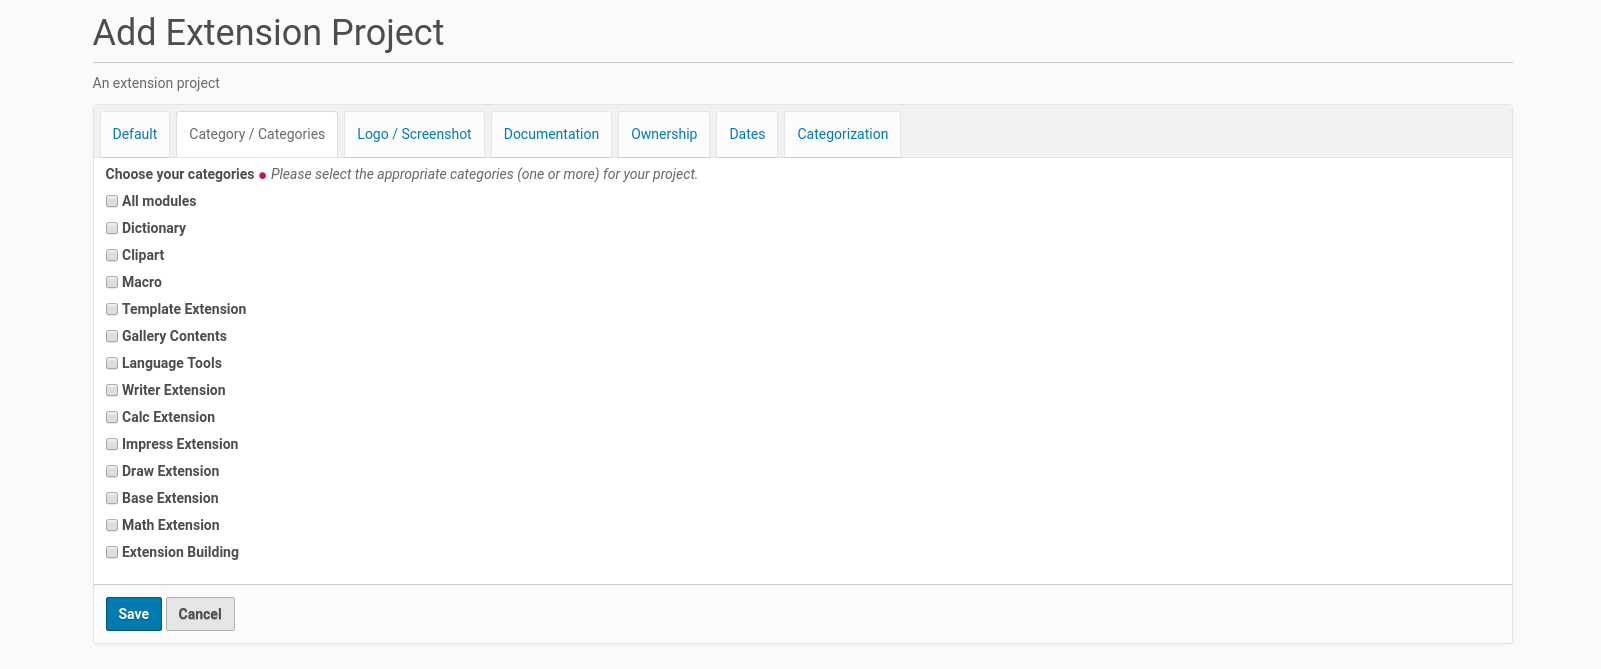 Add Extension Project
An extension project
Default Category / Categories Logo / Screenshot Documentation Ownership Dates Categorization
Choose your categories Please select the appropriate categories (one or more) for your project.
All modules
Dictionary
Clipart
Macro
Template Extension
Gallery Contents
Language Tools
Writer Extension
Calc Extension
Impress Extension
Draw Extension
Base Extension
Math Extension
Extension Building
Save Cancel